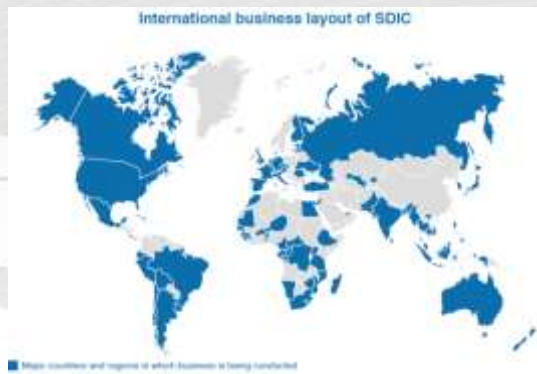 International business layout of SDIC
Major countries and regions in which business is being conducted